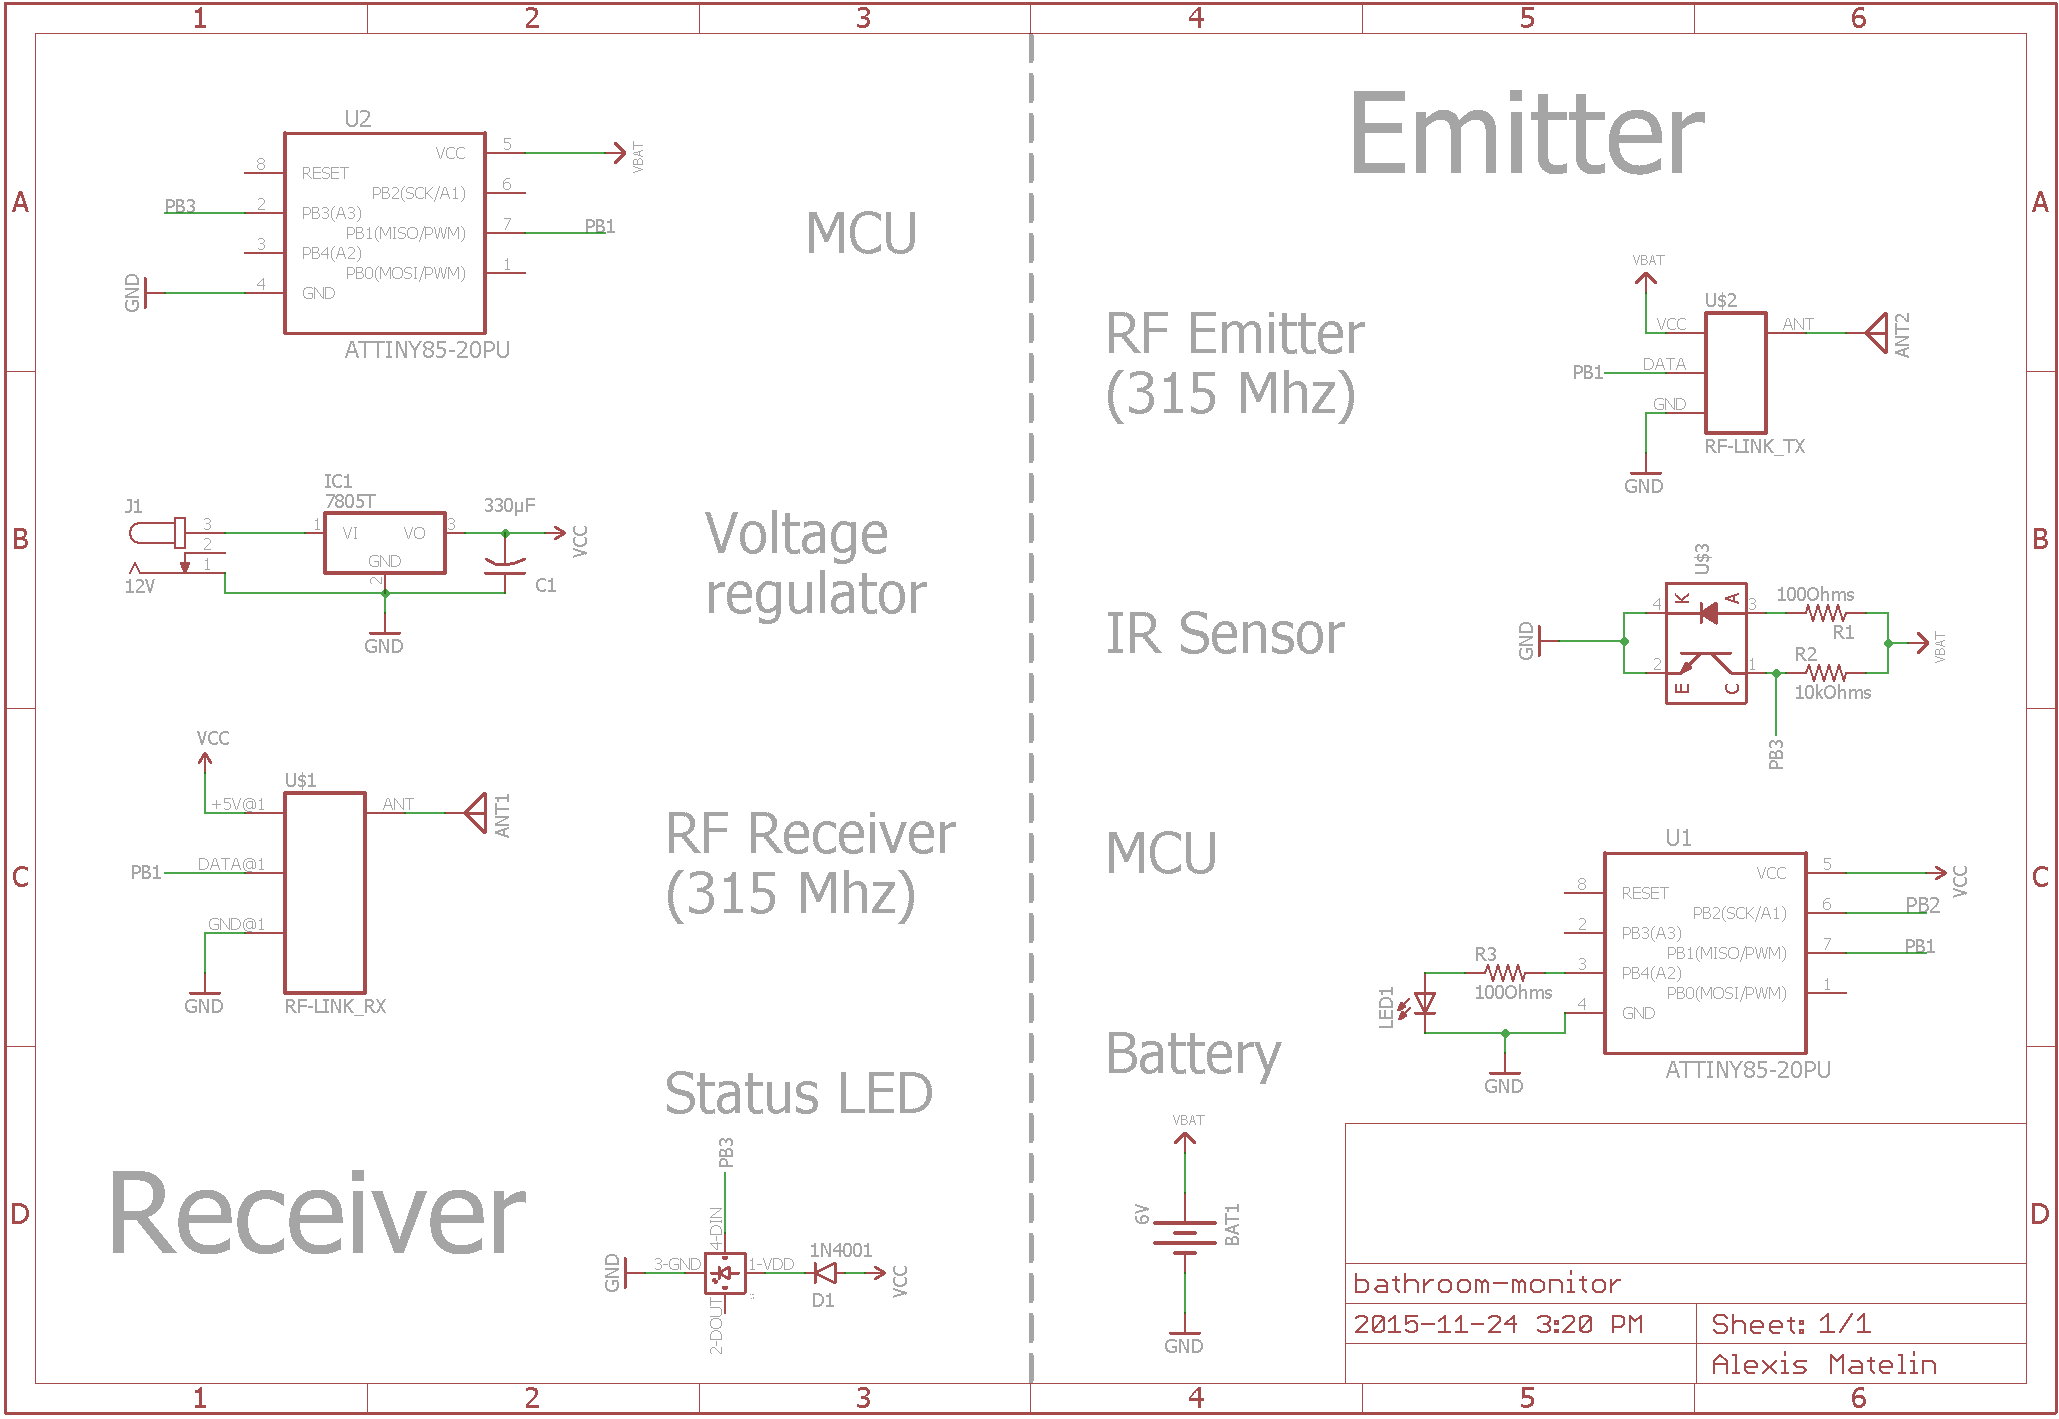 1 2 3 4 5 6
A
A
B
B
C
C
D
D
Emitter
U2
VCC
5
VBAT
8
RESET
PB2(SCK/A1)
6
PB3
2
PB3(A3)
PB1(MISO/PWM)
7
PB1
3
PB4(A2)
PB0(MOSI/PWM)
1
GND
4
GND
ATTINY85-20PU
MCU
RF Emitter
(315 Mhz)
VBAT
U$2
VCC
ANT
ANT2
PB1
DATA
GND
RF-LINK_TX
GND
J1
3
2
1
12V
IC1
7805T
1
VI
VO
3
GND
2
330µF
VCC
C1
GND
Voltage
regulator
IR Sensor
U$3
GND
4
K
A
3
100Ohms
R1
VBAT
2
E
C
1
R2
10kOhms
PB3
VCC
U$1
+5V@1
ANT
ANT1
PB1
DATA@1
GND@1
GND
RF-LINK_RX
RF Receiver
(315 Mhz)
MCU
U1
VCC
5
VCC
8
RESET
PB2(SCK/A1)
6
PB2
2
PB3(A3)
PB1(MISO/PWM)
7
PB1
R3
100Ohms
3
PB4(A2)
PB0(MOSI/PWM)
1
LED1
4
GND
GND
ATTINY85-20PU
Status LED
PB3
4-DIN
GND
3-GND
1-VDD
2-DOUT
1N4001
D1
VCC
Receiver
Battery
VBAT
6V
BAT1
GND
bathroom-monitor
2015-11-24 3:20 PM
Sheet: 1/1
Alexis Matelin
1 2 3 4 5 6